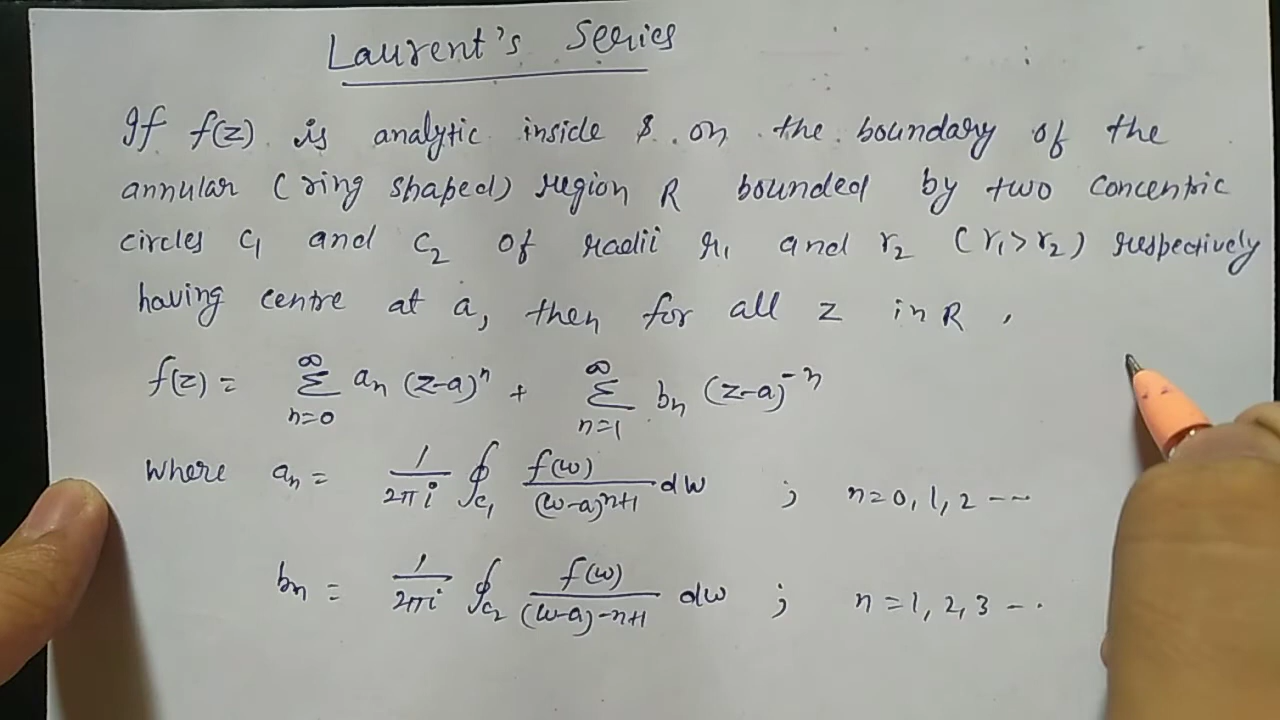 Laurent's Series
If f(z) is analytic inside & on the boundary of the
annular (ring shaped) region R bounded by two concentric
circles C₁ and C₂ of radii r₁ and r₂ (r₁>r₂) respectively
having centre at a, then for all z in R,
f(z) = ∑_{n=0}^{∞} aₙ (z-a)ⁿ + ∑_{n=1}^{∞} bₙ (z-a)⁻ⁿ
where aₙ = 1/(2πi) ∮_{C₁} f(w)/(w-a)^{n+1} dw ; n=0, 1, 2 ---
bₙ = 1/(2πi) ∮_{C₂} f(w)/(w-a)^{-n+1} dw ; n=1, 2, 3 -..